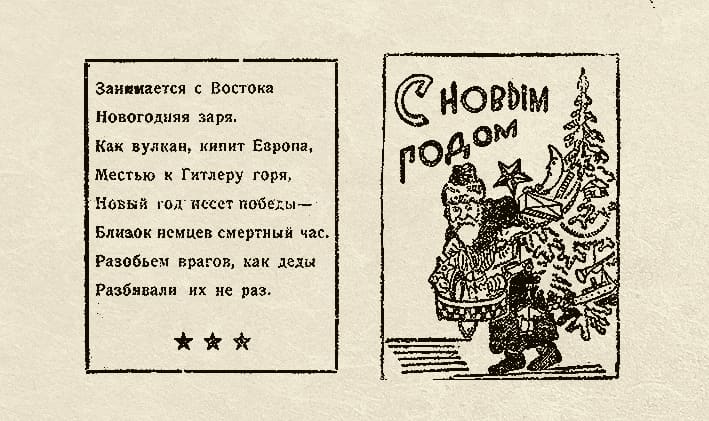 Занимается с Востока
Новогодняя заря.
Как вулкан, кипит Европа,
Местью к Гитлеру горя,
Новый год несет победы—
Близок немцев смертный час.
Разобьем врагов, как деды
Разбивали их не раз.
С НОВЫМ
ГОДОМ